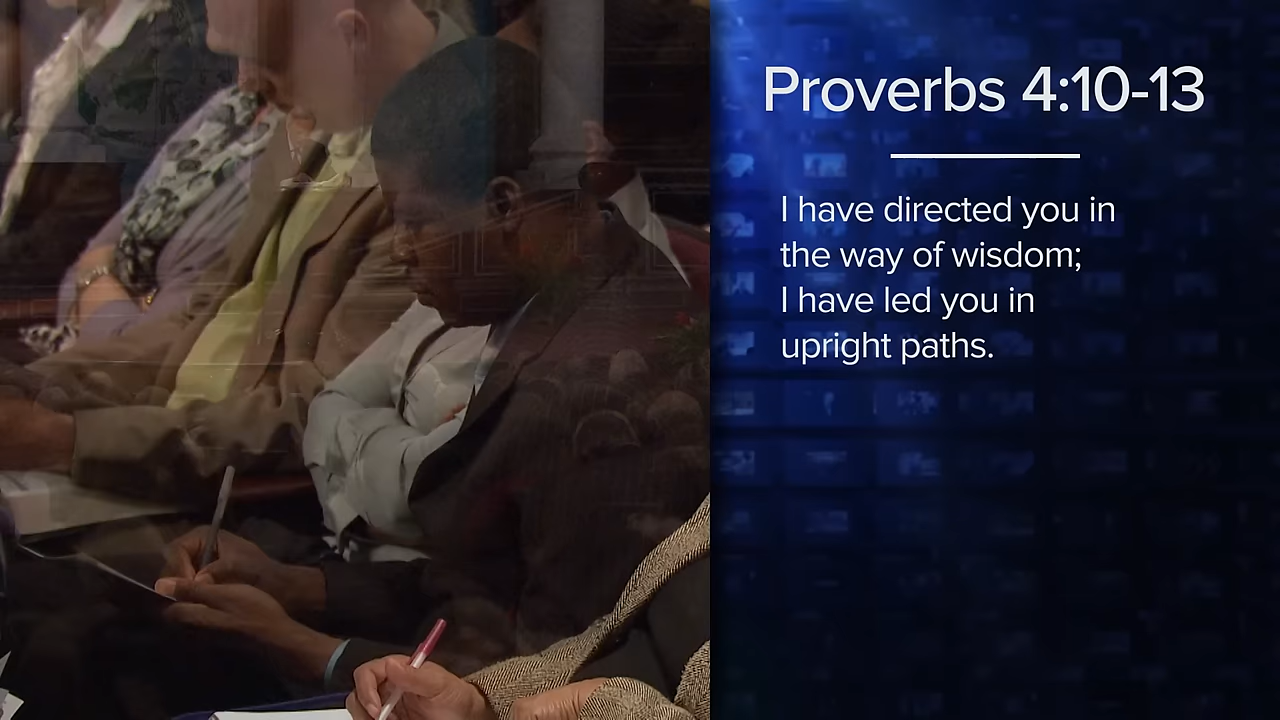 Proverbs 4:10-13
I have directed you in
the way of wisdom;
I have led you in
upright paths.